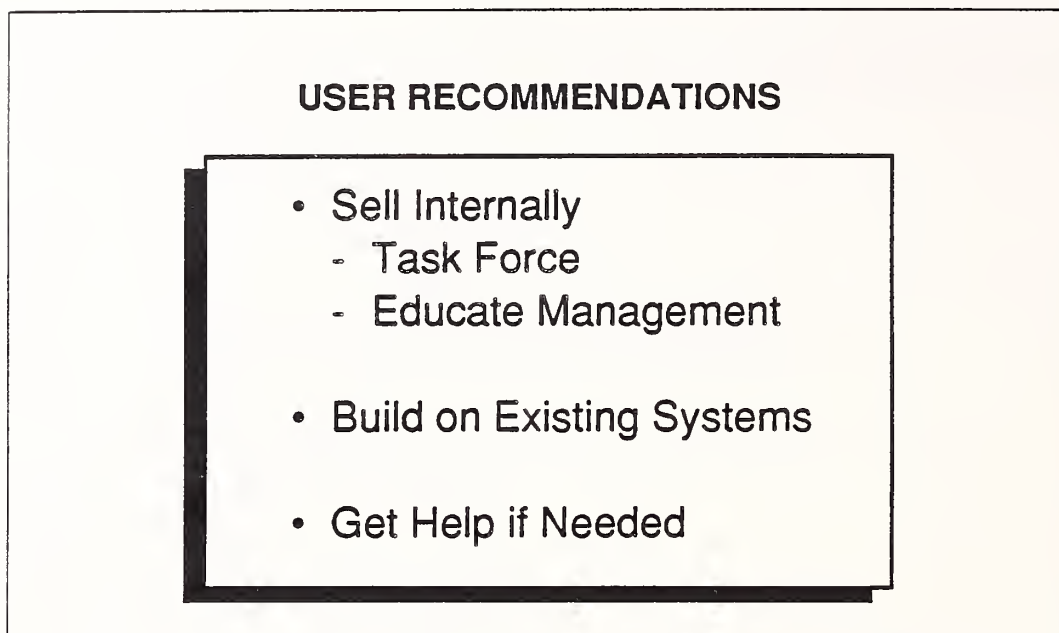 USER RECOMMENDATIONS
• Sell Internally
- Task Force
- Educate Management
• Build on Existing Systems
• Get Help if Needed